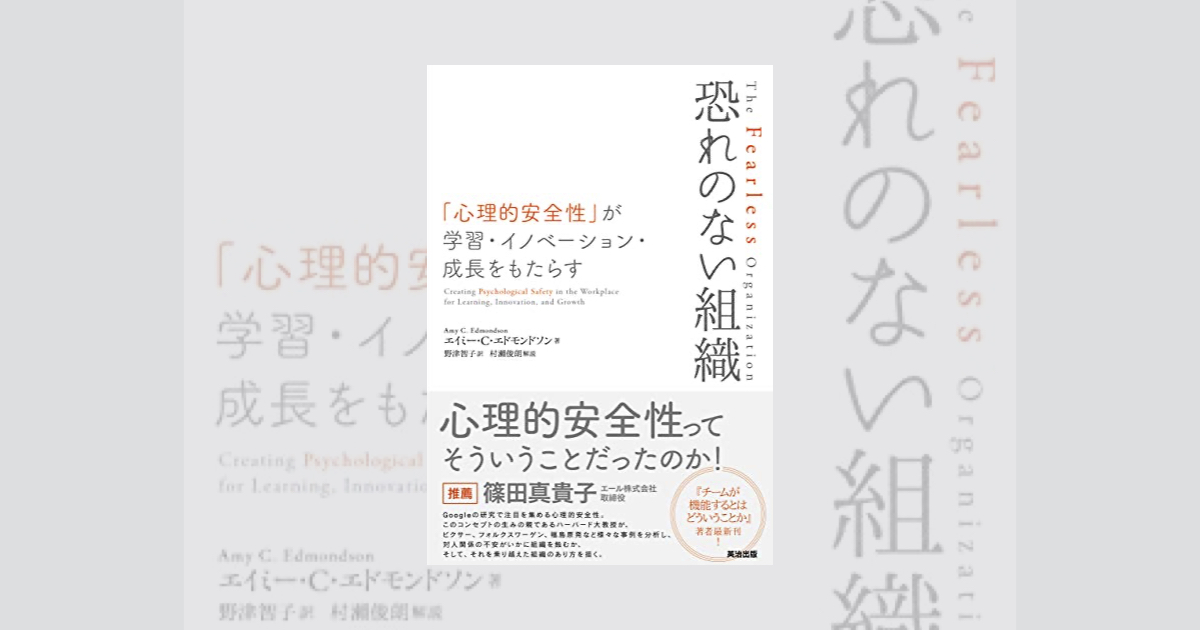 恐れのない組織
The Fearless Organization
「心理的安全性」が
学習・イノベーション・
成長をもたらす
Creating Psychological Safety in the Workplace
for Learning, Innovation, and Growth
Amy C. Edmondson
エイミー・C・エドモンドソン 著
野津智子 訳 村瀬俊朗 解説
心理的安全性って
そういうことだったのか!
推薦 篠田真貴子 エール株式会社
取締役
Googleの研究で注目を集める心理的安全性。
このコンセプトの生みの親であるハーバード大教授が、
ピクサー、フォルクスワーゲン、福島原発など様々な事例を分析し、
対人関係の不安がいかに組織を蝕むか、
そして、それを乗り越えた組織のあり方を描く。
『チームが
機能するとは
どういうことか』
著者最新刊
!
英治出版
「心理的安
学習・イノ
成長をもた
Creating Psychological
for Learning, Innovatio
Amy C. Edmondson
エイミー・C・エドモンドソン 著
野津智子 訳 村瀬俊朗 解説
恐れのない組織
e Fearless Organi